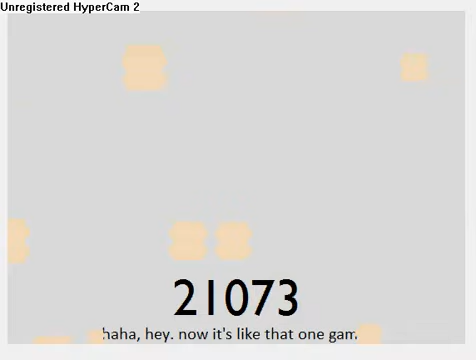 Unregistered HyperCam 2
21073
haha, hey. now it's like that one gam